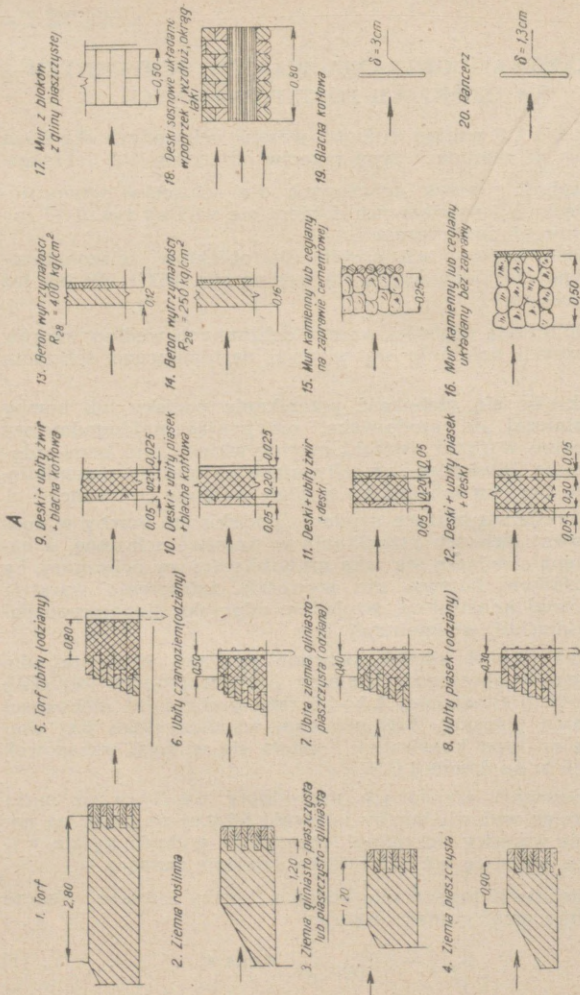 A
1. Torf
2,80
2. Ziemia roślinna
1,20
3. Ziemia gliniasto-piaszczysta
lub piaszczysto-gliniasta
1,20
4. Ziemia piaszczysta
0,90
5. Torf ubity (odziany)
0,80
6. Ubity czarnoziem (odziany)
0,50
7. Ubita ziemia gliniasto-
piaszczysta (odziana)
0,40
8. Ubity piasek (odziany)
0,30
9. Deski + ubity żwir
+ blacha kotłowa
0,05 0,025
10. Deski + ubity piasek
+ blacha kotłowa
0,05 0,20 0,025
11. Deski + ubity żwir
+ deski
0,05 0,20 0,05
12. Deski + ubity piasek
+ deski
0,05 0,30 0,05
13. Beton wytrzymałości
R28 = 400 kg/cm²
0,12
14. Beton wytrzymałości
R28 = 250 kg/cm²
0,16
15. Mur kamienny lub ceglany
na zaprawie cementowej
0,25
16. Mur kamienny lub ceglany
układany bez zaprawy
0,60
17. Mur z blokon
z gliny piaszczystej
0,50
18. Deski sosnowe układane
wpoprzek i wzdłuż, okrąg-
laki
0,80
19. Blacha kotłowa
δ = 3cm
20. Pancerz
δ = 1,3cm